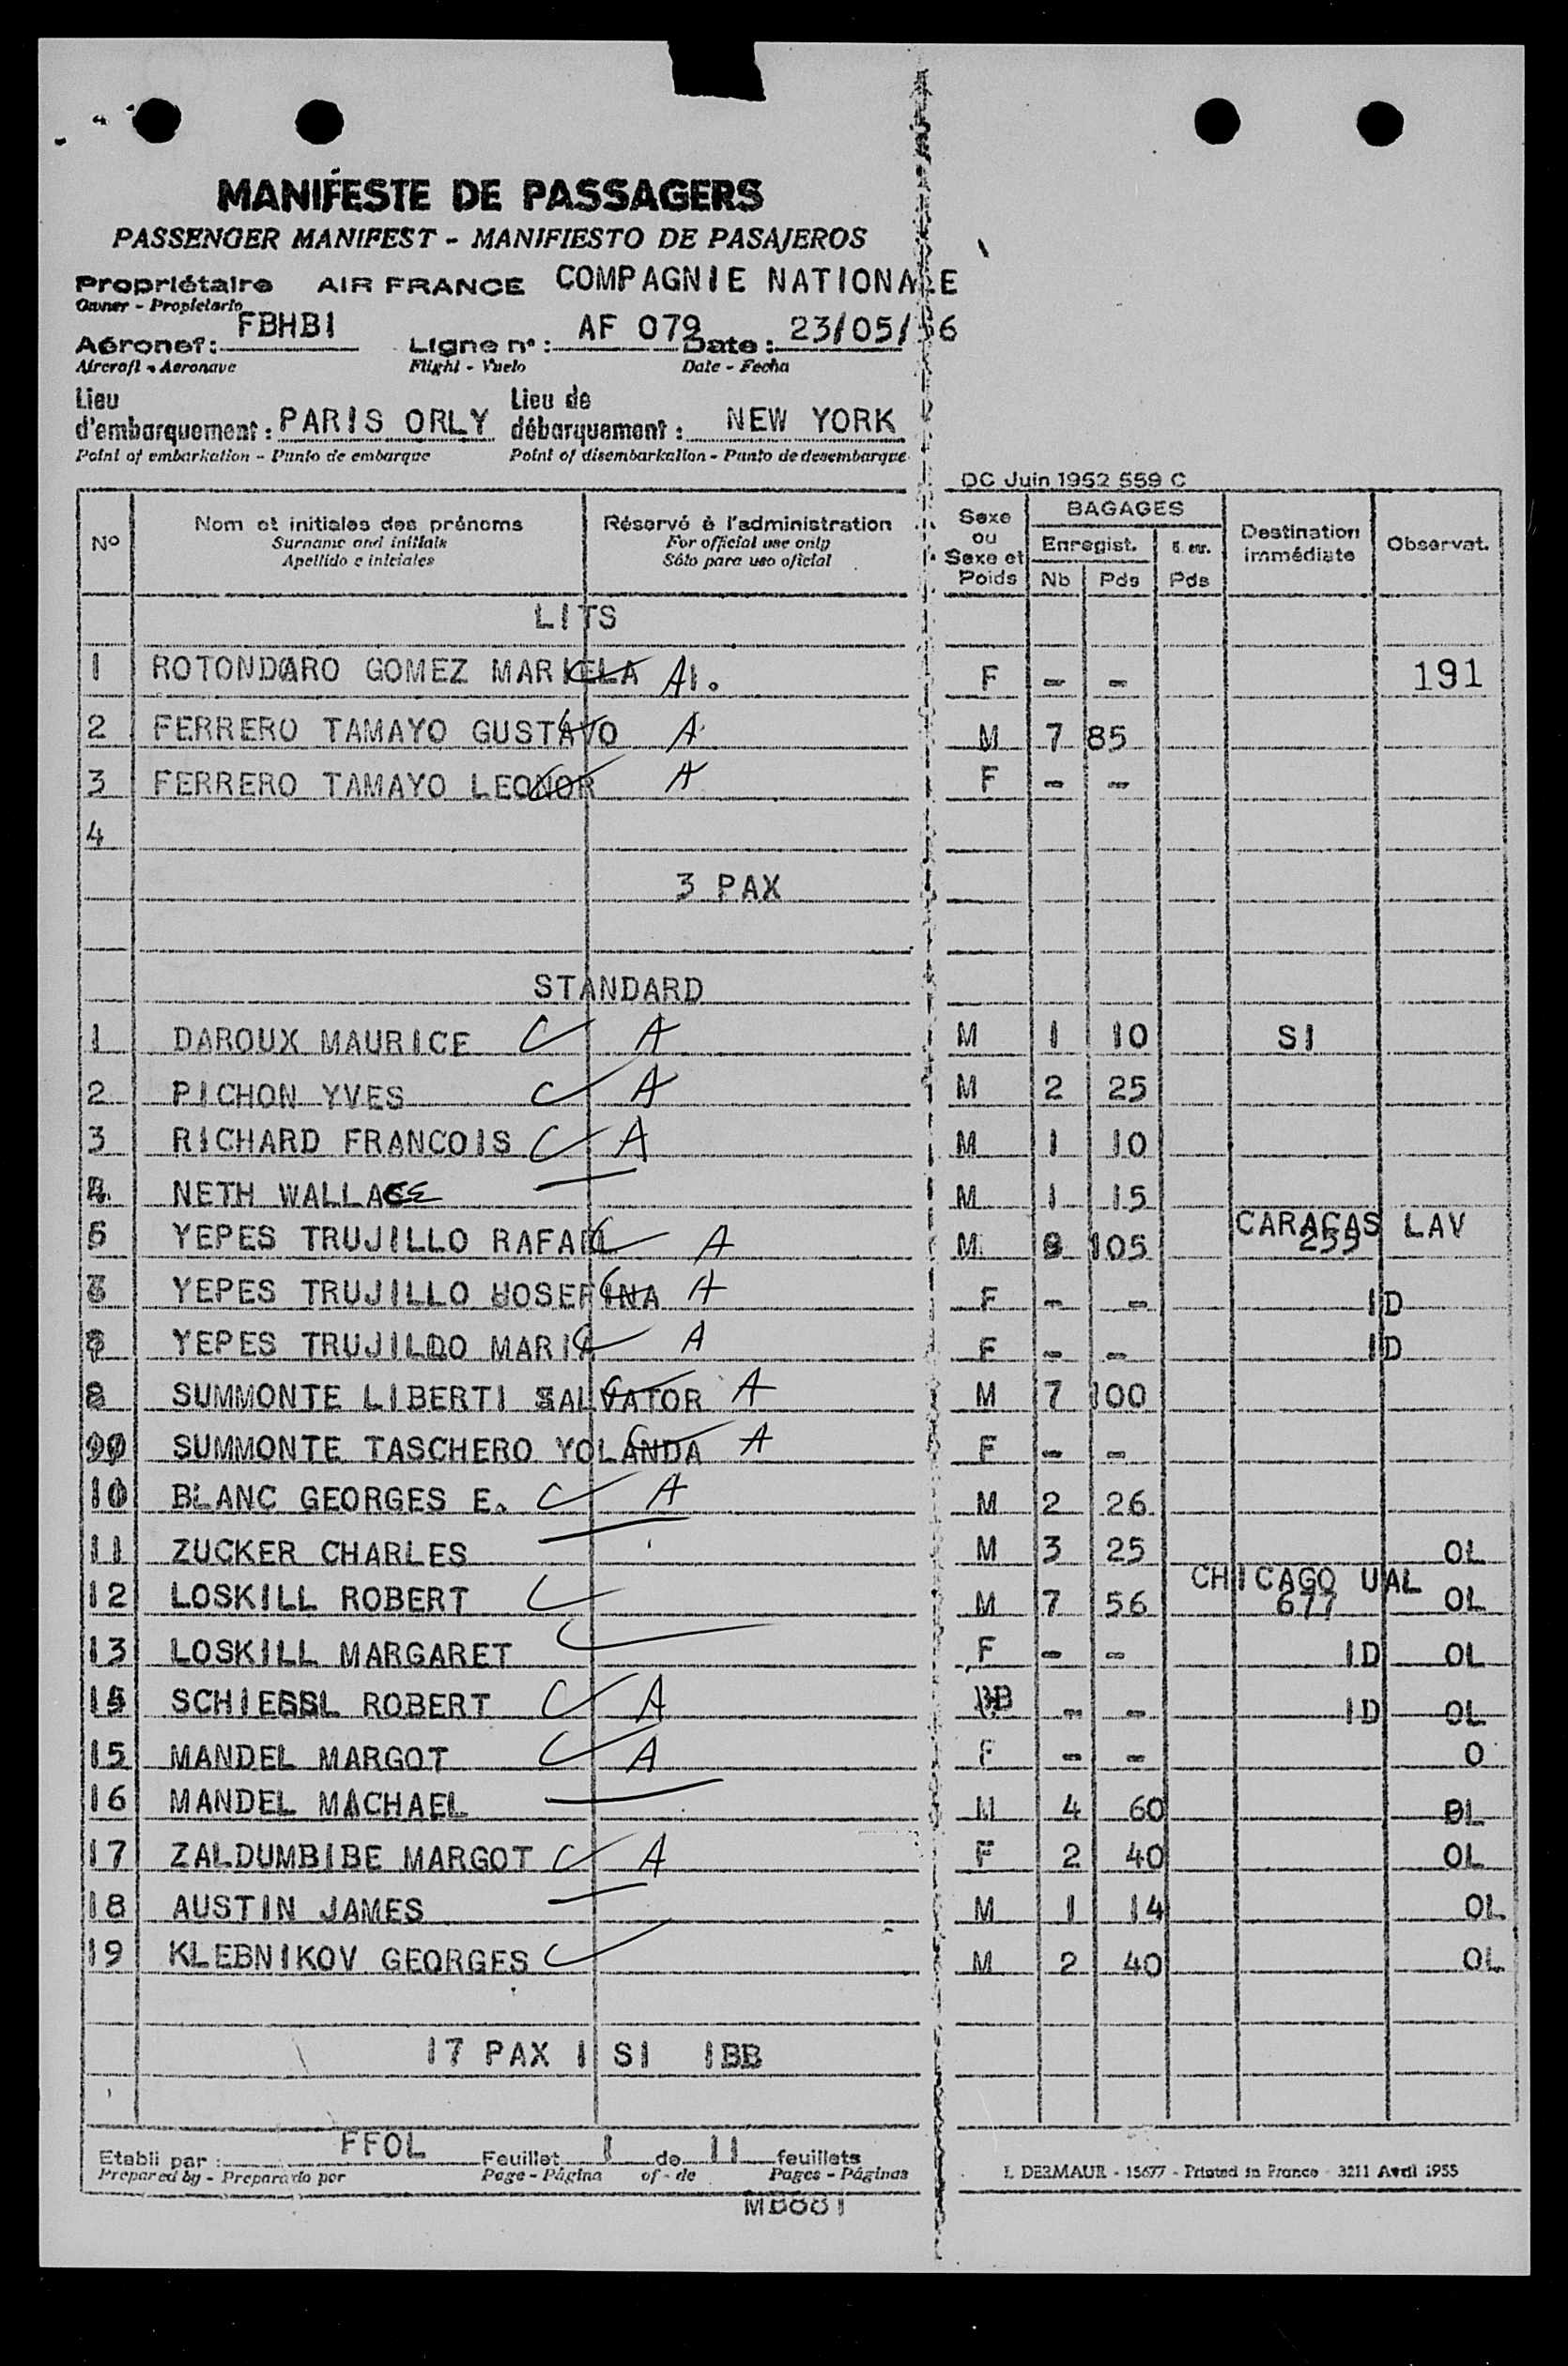 MANIFESTE DE PASSAGERS
PASSENGER MANIFEST - MANIFIESTO DE PASAJEROS
Propriétaire AIR FRANCE COMPAGNIE NATIONALE
Owner - Propietario
Aéronef: FBHBI Ligne n°: AF 079 Date: 23/05/56
Aircraft - Aeronave Flight - Vuelo Date - Fecha
Lieu d'embarquement: PARIS ORLY Lieu de débarquement: NEW YORK
Point of embarkation - Punto de embarque Point of disembarkation - Punto de desembarque
DC Juin 1952 559 C
N° Nom et initiales des prénoms Réservé à l'administration Sexe ou Sexe et Poids BAGAGES Destination immédiate Observat.
Surname and initials For official use only Enregist.
Apellido e iniciales Sólo para uso oficial Nb Pds Pds
LITS
1 ROTONDARO GOMEZ MARIELA A1. F - - 191
2 FERRERO TAMAYO GUSTAVO A M 7 85
3 FERRERO TAMAYO LEONOR A F - -
4
3 PAX
STANDARD
1 DAROUX MAURICE A M 1 10 SI
2 PICHON YVES A M 2 25
3 RICHARD FRANCOIS A M 1 10
4 NETH WALLACE M 1 15
5 YEPES TRUJILLO RAFAEL A M 8 105 CARACAS LAV 255
6 YEPES TRUJILLO JOSEFINA A F - - ID
7 YEPES TRUJILLO MARIA A F - - ID
8 SUMMONTE LIBERTI SALVATOR A M 7 100
9 SUMMONTE TASCHERO YOLANDA A F - -
10 BLANC GEORGES E. A M 2 26
11 ZUCKER CHARLES M 3 25 OL
12 LOSKILL ROBERT M 7 56 CHICAGO UAL 677 OL
13 LOSKILL MARGARET F - - ID OL
14 SCHIESSL ROBERT A BB - - ID OL
15 MANDEL MARGOT A F - - O
16 MANDEL MACHAEL M 4 60 OL
17 ZALDUMBIBE MARGOT A F 2 40 OL
18 AUSTIN JAMES M 1 14 OL
19 KLEBNIKOV GEORGES M 2 40 OL
17 PAX 1 SI 1BB
Etabli par: FFOL Feuillet 1 de 11 feuillets
Prepared by - Preparado por Page - Página of - de Pages - Páginas
L DERMAUR - 15677 - Printed in France - 3211 Avril 1955